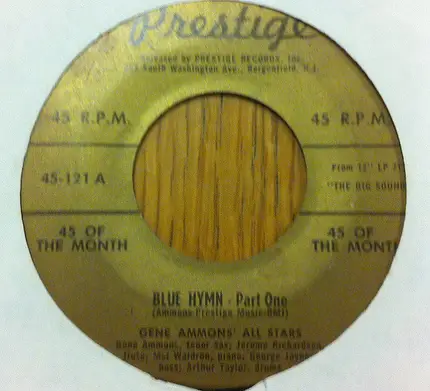 Prestige
Released by PRESTIGE RECORDS, Inc.
South Washington Ave., Bergenfield, N.J.
45 R.P.M.
45 R.P.M.
45-121 A
From 12" LP
"THE BIG SOUND
45 OF
THE MONTH
45 OF
THE MONTH
BLUE HYMN - Part One
(Ammons-Prestige Music-BMI)
GENE AMMONS' ALL STARS
Gene Ammons, tenor sax; Jerome Richardson,
flute; Mal Waldron, piano; George Joyner,
bass; Arthur Taylor, drums